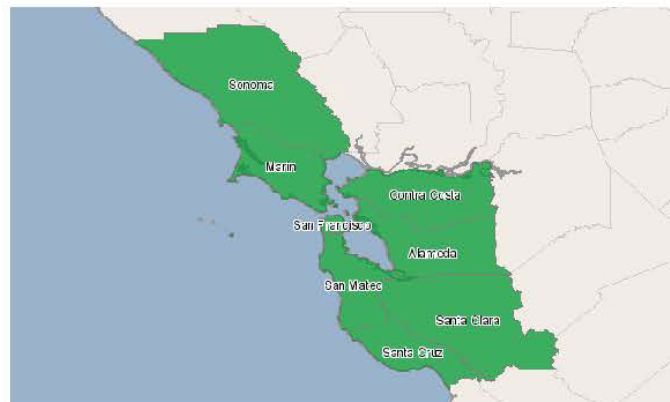 Sonoma
Marin
Contra Costa
San Francisco
Alameda
San Mateo
Santa Clara
Santa Cruz